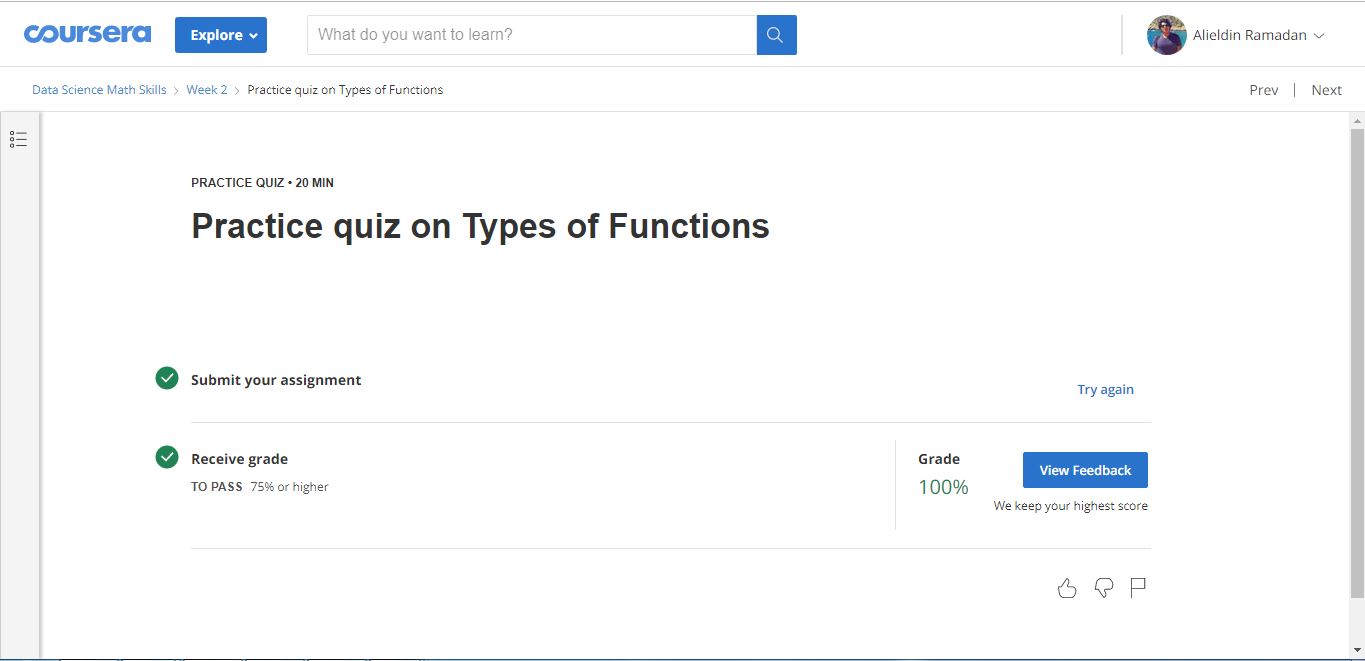 coursera Explore What do you want to learn? Alieldin Ramadan
Data Science Math Skills > Week 2 > Practice quiz on Types of Functions Prev | Next
PRACTICE QUIZ • 20 MIN
Practice quiz on Types of Functions
Submit your assignment
Try again
Receive grade Grade
View Feedback
TO PASS 75% or higher 100%
We keep your highest score